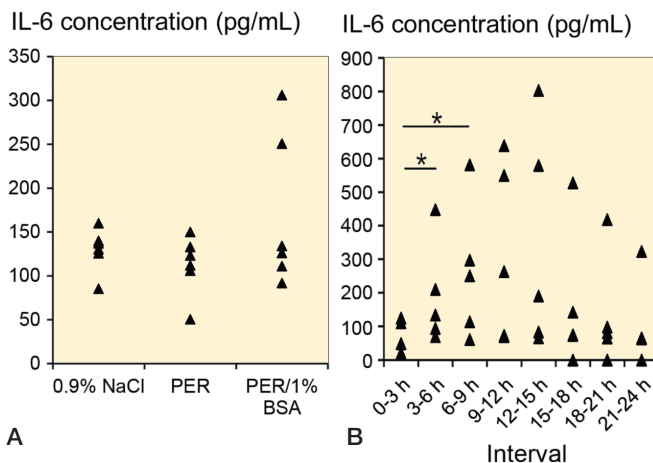 IL-6 concentration (pg/mL)
350
300
250
200
150
100
50
0
0.9% NaCl PER PER/1%
BSA
A
IL-6 concentration (pg/mL)
900
800
700
600
500
400
300
200
100
0
*
*
0-3 h 3-6 h 6-9 h 9-12 h 12-15 h 15-18 h 18-21 h 21-24 h
Interval
B